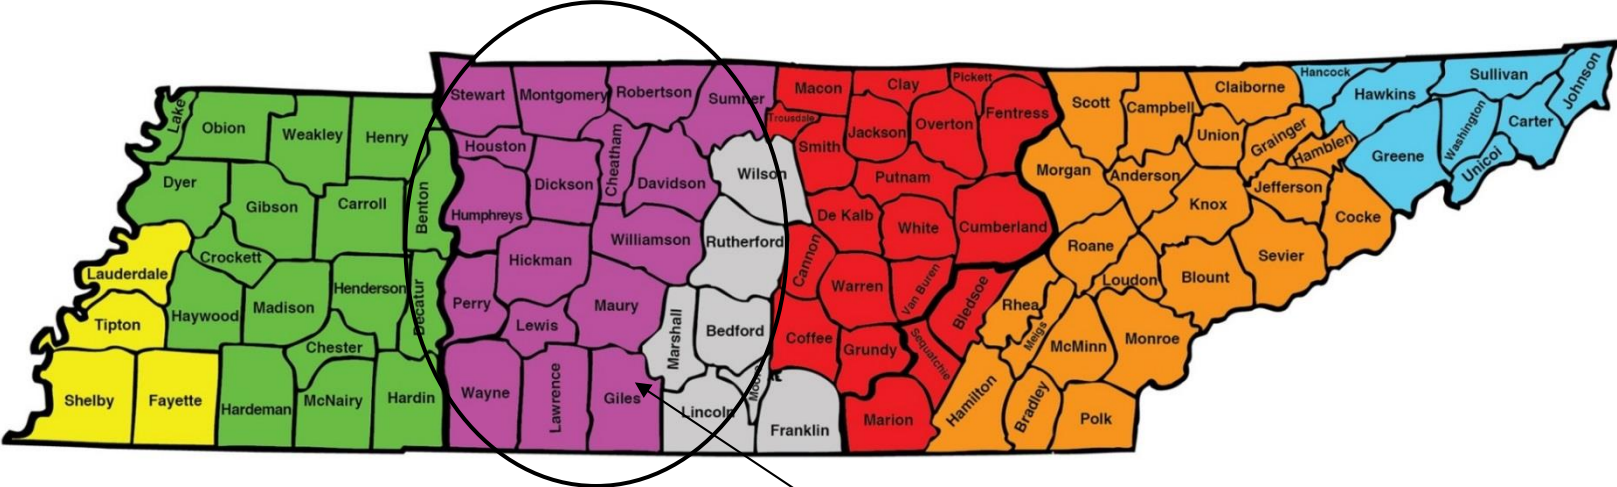 Lake
Obion
Weakley
Henry
Dyer
Gibson
Carroll
Benton
Lauderdale
Crockett
Haywood
Madison
Henderson
Decatur
Tipton
Chester
Shelby
Fayette
Hardeman
McNairy
Hardin
Stewart
Montgomery
Robertson
Sumner
Houston
Dickson
Cheatham
Davidson
Humphreys
Hickman
Williamson
Perry
Lewis
Maury
Wayne
Lawrence
Giles
Wilson
Rutherford
Marshall
Bedford
Moore
Lincoln
Franklin
Macon
Clay
Pickett
Trousdale
Smith
Jackson
Overton
Fentress
Putnam
De Kalb
White
Cumberland
Cannon
Warren
Van Buren
Bledsoe
Coffee
Grundy
Sequatchie
Marion
Scott
Campbell
Claiborne
Union
Grainger
Hamblen
Morgan
Anderson
Knox
Jefferson
Cocke
Roane
Loudon
Blount
Sevier
Rhea
Meigs
McMinn
Monroe
Hamilton
Bradley
Polk
Hancock
Hawkins
Sullivan
Johnson
Greene
Washington
Carter
Unicoi